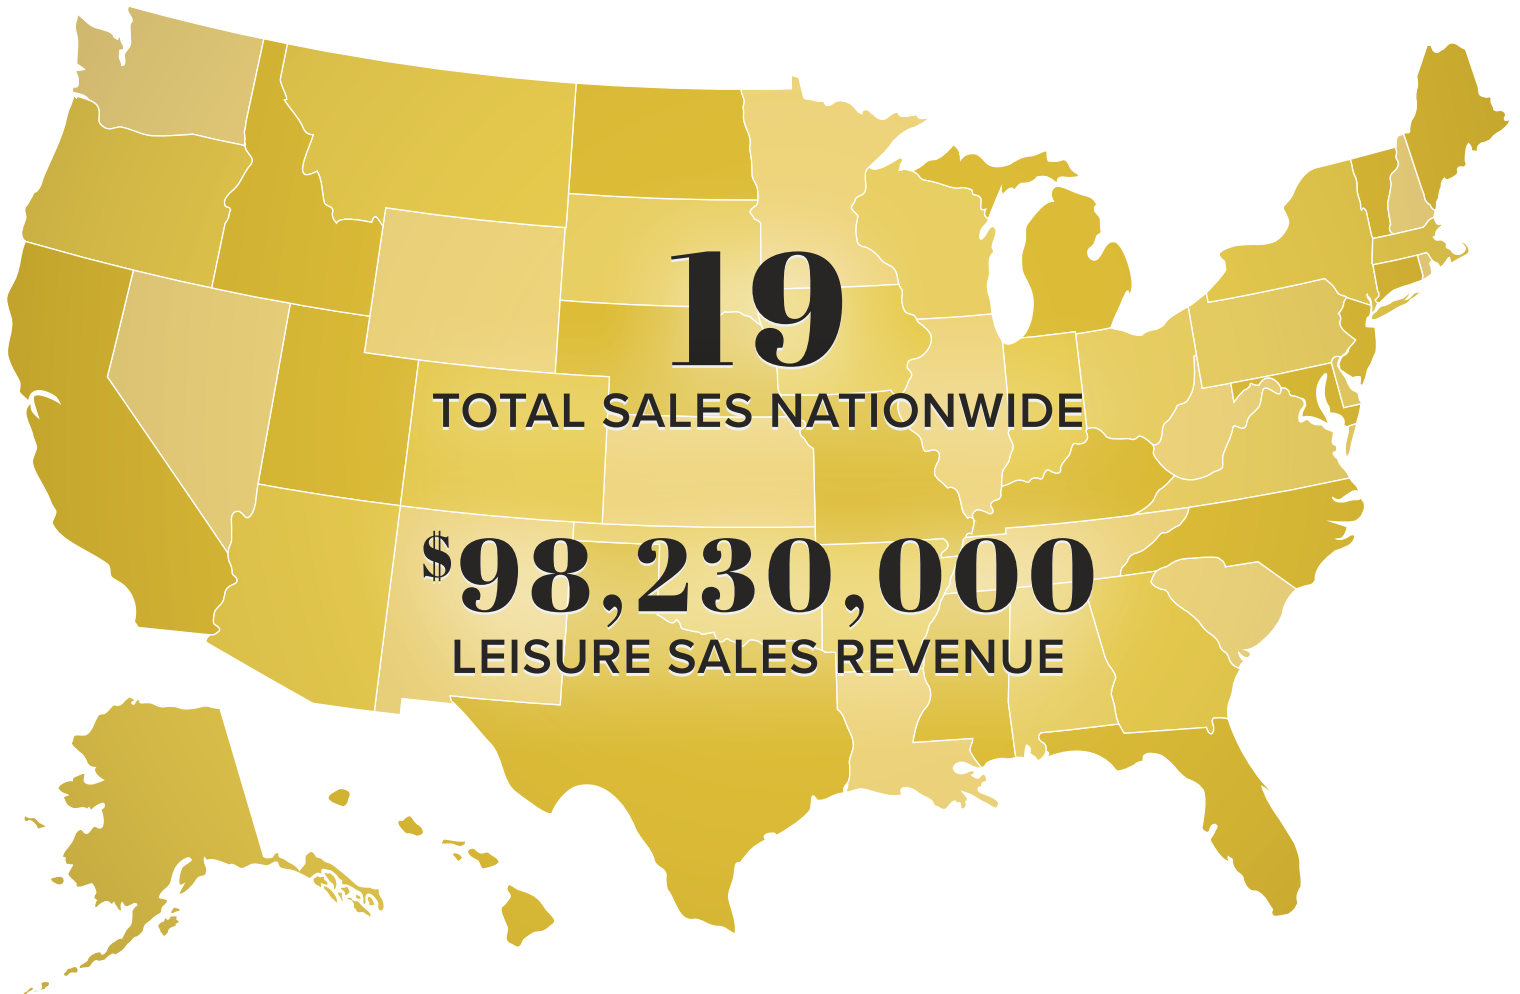 19
TOTAL SALES NATIONWIDE
$98,230,000
LEISURE SALES REVENUE